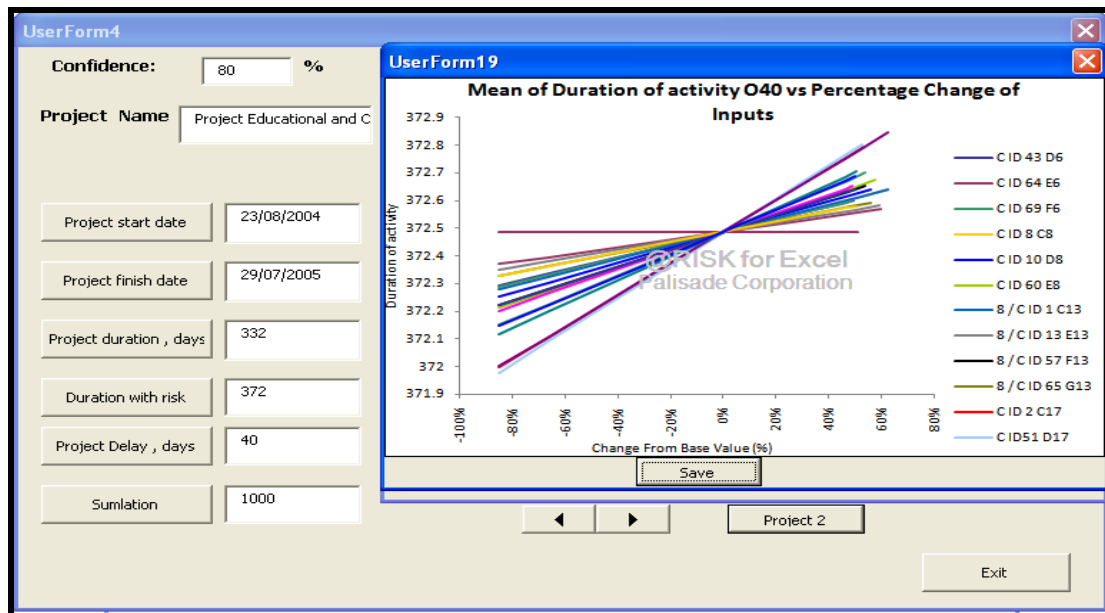 UserForm4
Confidence:
80
%
Project Name
Project Educational and C
Project start date
23/08/2004
Project finish date
29/07/2005
Project duration , days
332
Duration with risk
372
Project Delay , days
40
Sumlation
1000
UserForm19
Mean of Duration of activity O40 vs Percentage Change of
Inputs
Duration of activity
372.9
372.8
372.7
372.6
372.5
372.4
372.3
372.2
372.1
372
371.9
@RISK for Excel
Palisade Corporation
-100%
-80%
-60%
-40%
-20%
0%
20%
40%
60%
80%
Change From Base Value (%)
C ID 43 D6
C ID 64 E6
C ID 69 F6
C ID 8 C8
C ID 10 D8
C ID 60 E8
8 / C ID 1 C13
8 / C ID 13 E13
8 / C ID 57 F13
8 / C ID 65 G13
C ID 2 C17
C ID51 D17
Save
Project 2
Exit